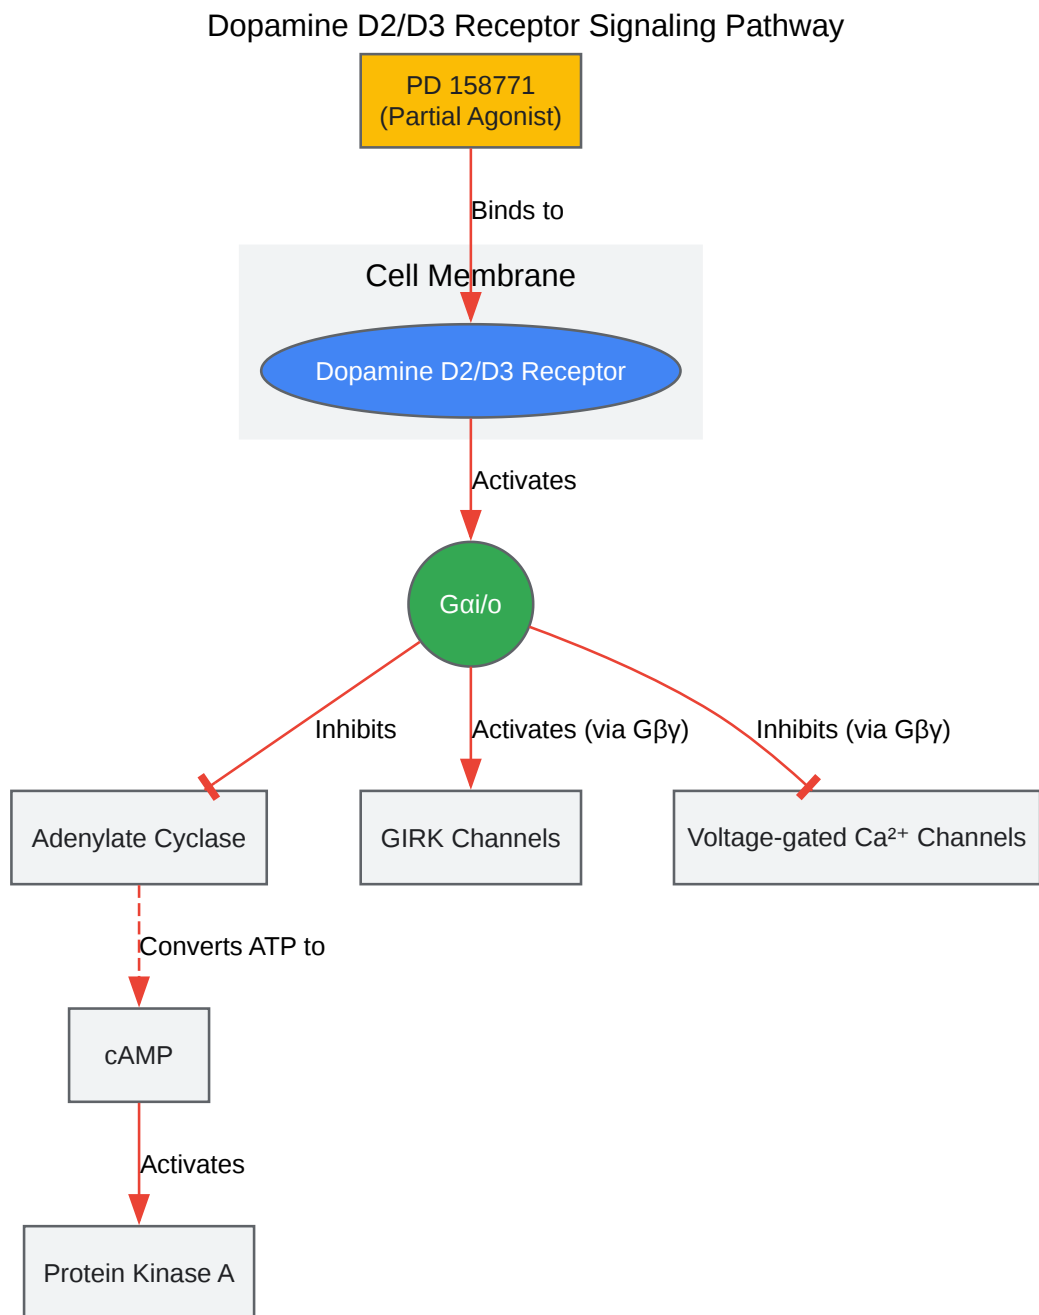 Dopamine D2/D3 Receptor Signaling Pathway
PD 158771
(Partial Agonist)
Binds to
Cell Membrane
Dopamine D2/D3 Receptor
Activates
Gαi/o
Inhibits
Activates (via Gβγ)
Inhibits (via Gβγ)
Adenylate Cyclase
GIRK Channels
Voltage-gated Ca²⁺ Channels
Converts ATP to
cAMP
Activates
Protein Kinase A